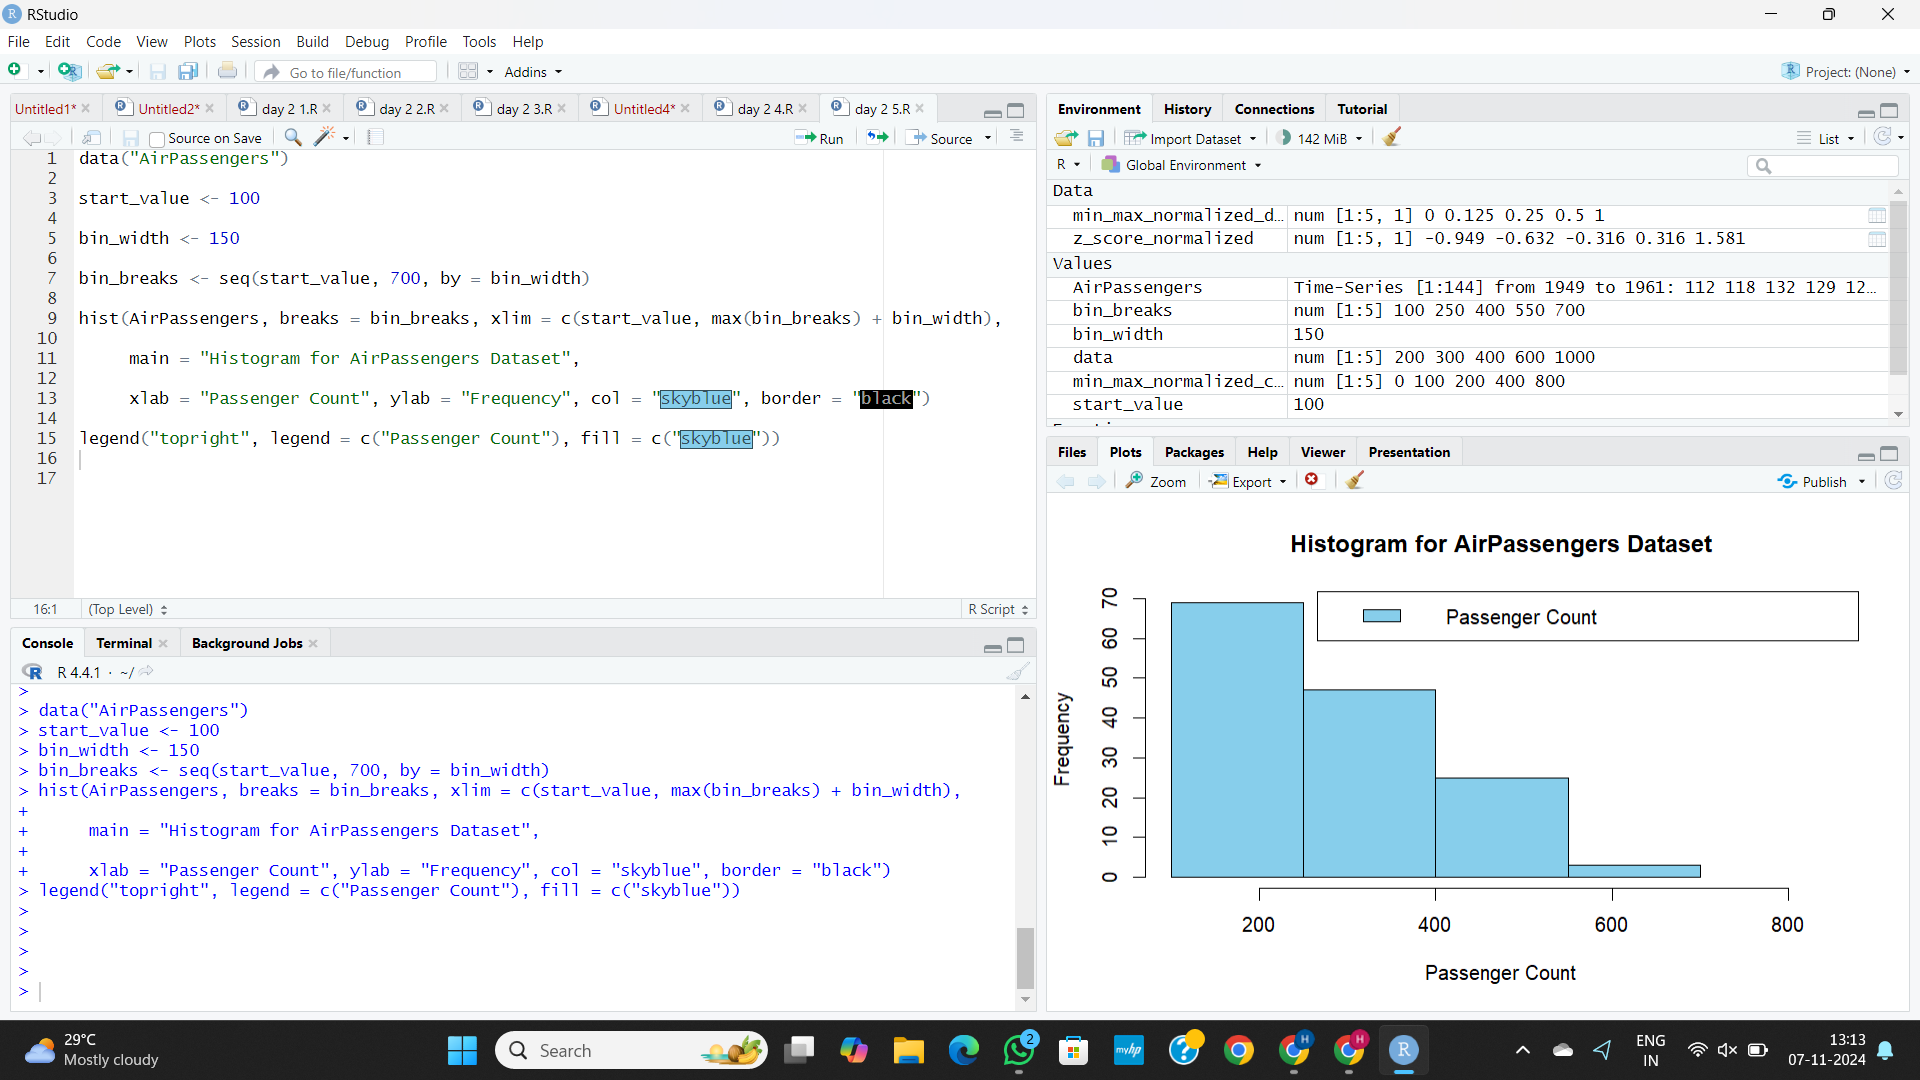 RStudio
File Edit Code View Plots Session Build Debug Profile Tools Help
Go to file/function Addins Project: (None)
Untitled1* Untitled2* day 2 1.R day 2 2.R day 2 3.R Untitled4* day 2 4.R day 2 5.R
Source on Save Run Source
1 data("AirPassengers")
2
3 start_value <- 100
4
5 bin_width <- 150
6
7 bin_breaks <- seq(start_value, 700, by = bin_width)
8
9 hist(AirPassengers, breaks = bin_breaks, xlim = c(start_value, max(bin_breaks) + bin_width),
10
11 main = "Histogram for AirPassengers Dataset",
12
13 xlab = "Passenger Count", ylab = "Frequency", col = "skyblue", border = "black")
14
15 legend("topright", legend = c("Passenger Count"), fill = c("skyblue"))
16
17
16:1 (Top Level) R Script
Console Terminal Background Jobs
R 4.4.1 · ~/
>
> data("AirPassengers")
> start_value <- 100
> bin_width <- 150
> bin_breaks <- seq(start_value, 700, by = bin_width)
> hist(AirPassengers, breaks = bin_breaks, xlim = c(start_value, max(bin_breaks) + bin_width),
+
+ main = "Histogram for AirPassengers Dataset",
+
+ xlab = "Passenger Count", ylab = "Frequency", col = "skyblue", border = "black")
> legend("topright", legend = c("Passenger Count"), fill = c("skyblue"))
>
>
>
>
>
Environment History Connections Tutorial
Import Dataset 142 MiB List
R Global Environment
Data
min_max_normalized_d… num [1:5, 1] 0 0.125 0.25 0.5 1
z_score_normalized num [1:5, 1] -0.949 -0.632 -0.316 0.316 1.581
Values
AirPassengers Time-Series [1:144] from 1949 to 1961: 112 118 132 129 12…
bin_breaks num [1:5] 100 250 400 550 700
bin_width 150
data num [1:5] 200 300 400 600 1000
min_max_normalized_c… num [1:5] 0 100 200 400 800
start_value 100
Files Plots Packages Help Viewer Presentation
Zoom Export Publish
Histogram for AirPassengers Dataset
Passenger Count
Frequency
70
60
50
40
30
20
10
0
200 400 600 800
Passenger Count
29°C
Mostly cloudy
Search
2
myhp
H
H
R
ENG
IN
13:13
07-11-2024